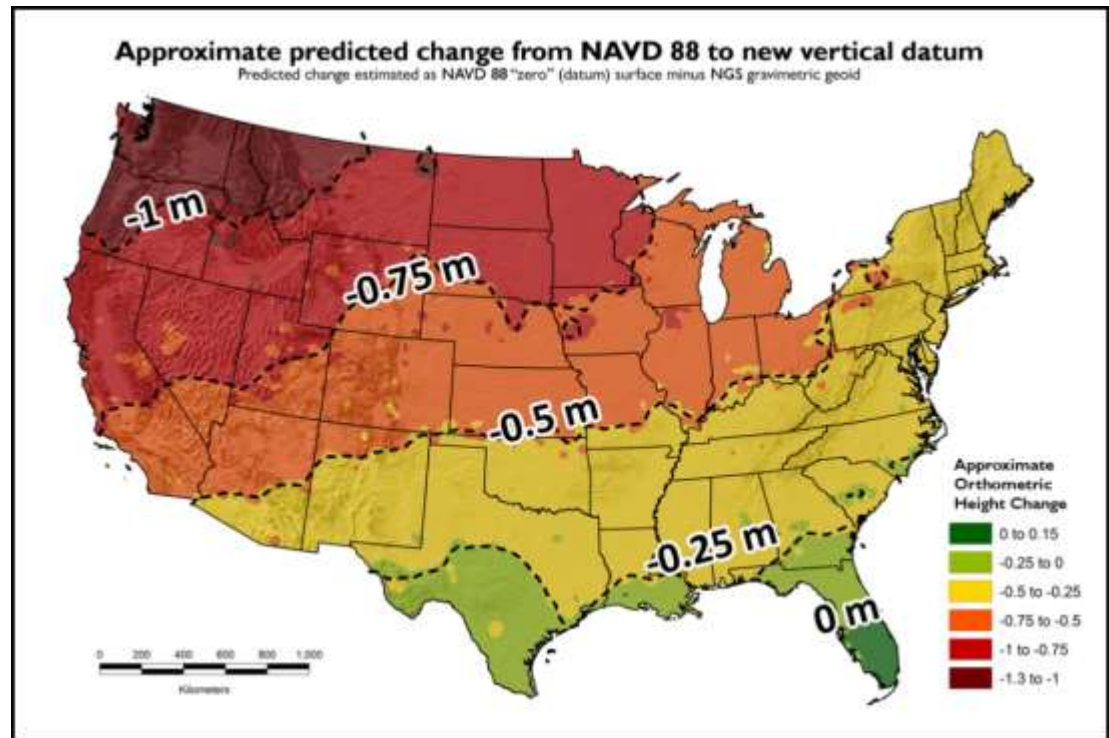 Approximate predicted change from NAVD 88 to new vertical datum
Predicted change estimated as NAVD 88 "zero" (datum) surface minus NGS gravimetric geoid
-1 m
-0.75 m
-0.5 m
-0.25 m
0 m
Approximate
Orthometric
Height Change
0 to 0.15
-0.25 to 0
-0.5 to -0.25
-0.75 to -0.5
-1 to -0.75
-1.3 to -1
0 200 400 600 800 1,000
Kilometers